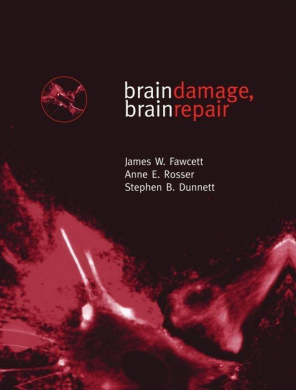 braindamage,
brainrepair
James W. Fawcett
Anne E. Rosser
Stephen B. Dunnett